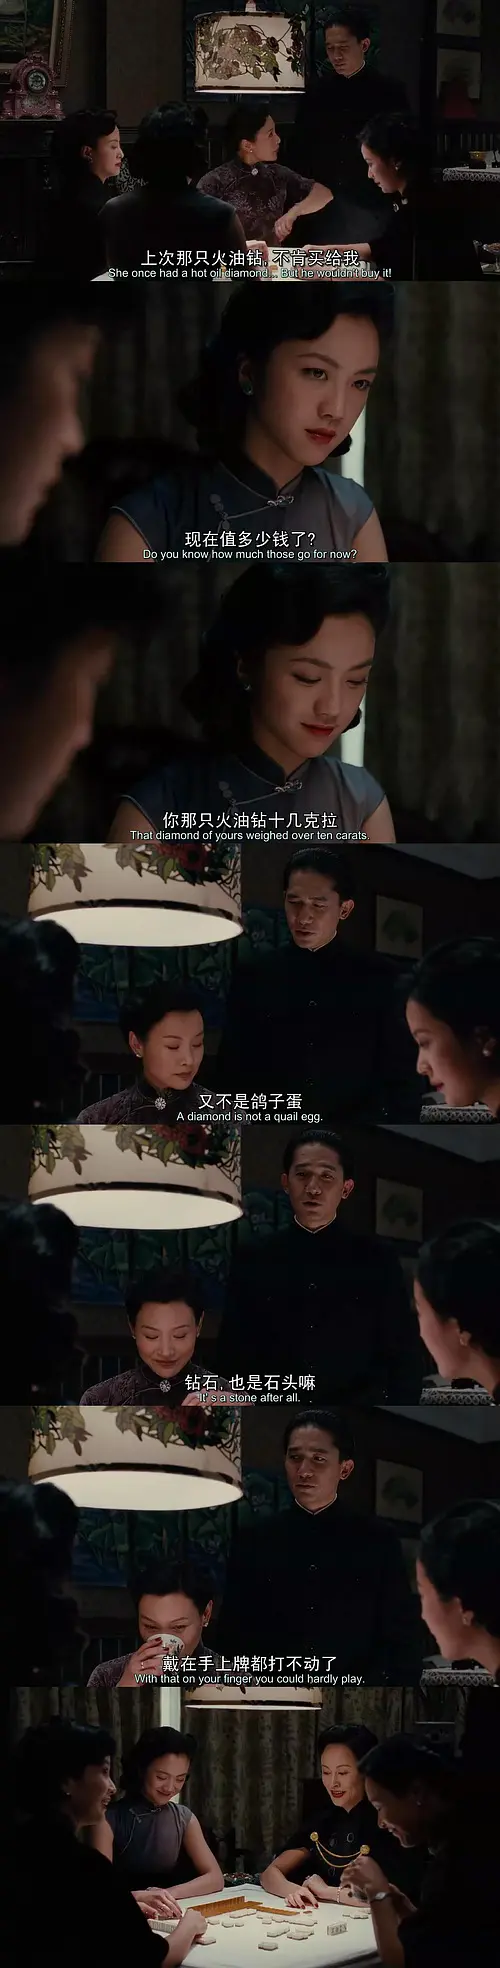 上次那只火油钻, 不肯买给我
She once had a hot oil diamond... But he wouldn't buy it!
现在值多少钱了?
Do you know how much those go for now?
你那只火油钻十几克拉
That diamond of yours weighed over ten carats.
又不是鸽子蛋
A diamond is not a quail egg.
钻石, 也是石头嘛
It's a stone after all.
戴在手上牌都打不动了
With that on your finger you could hardly play.